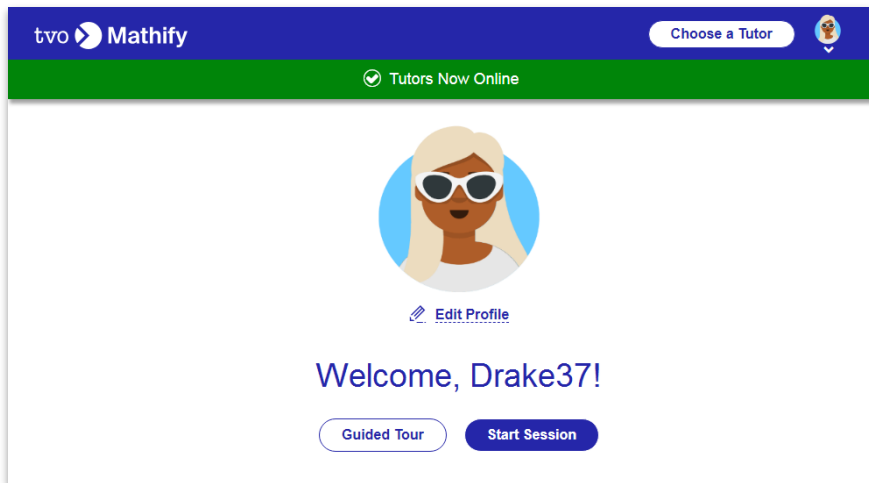 tvo Mathify
Choose a Tutor
Tutors Now Online
Edit Profile
Welcome, Drake37!
Guided Tour
Start Session